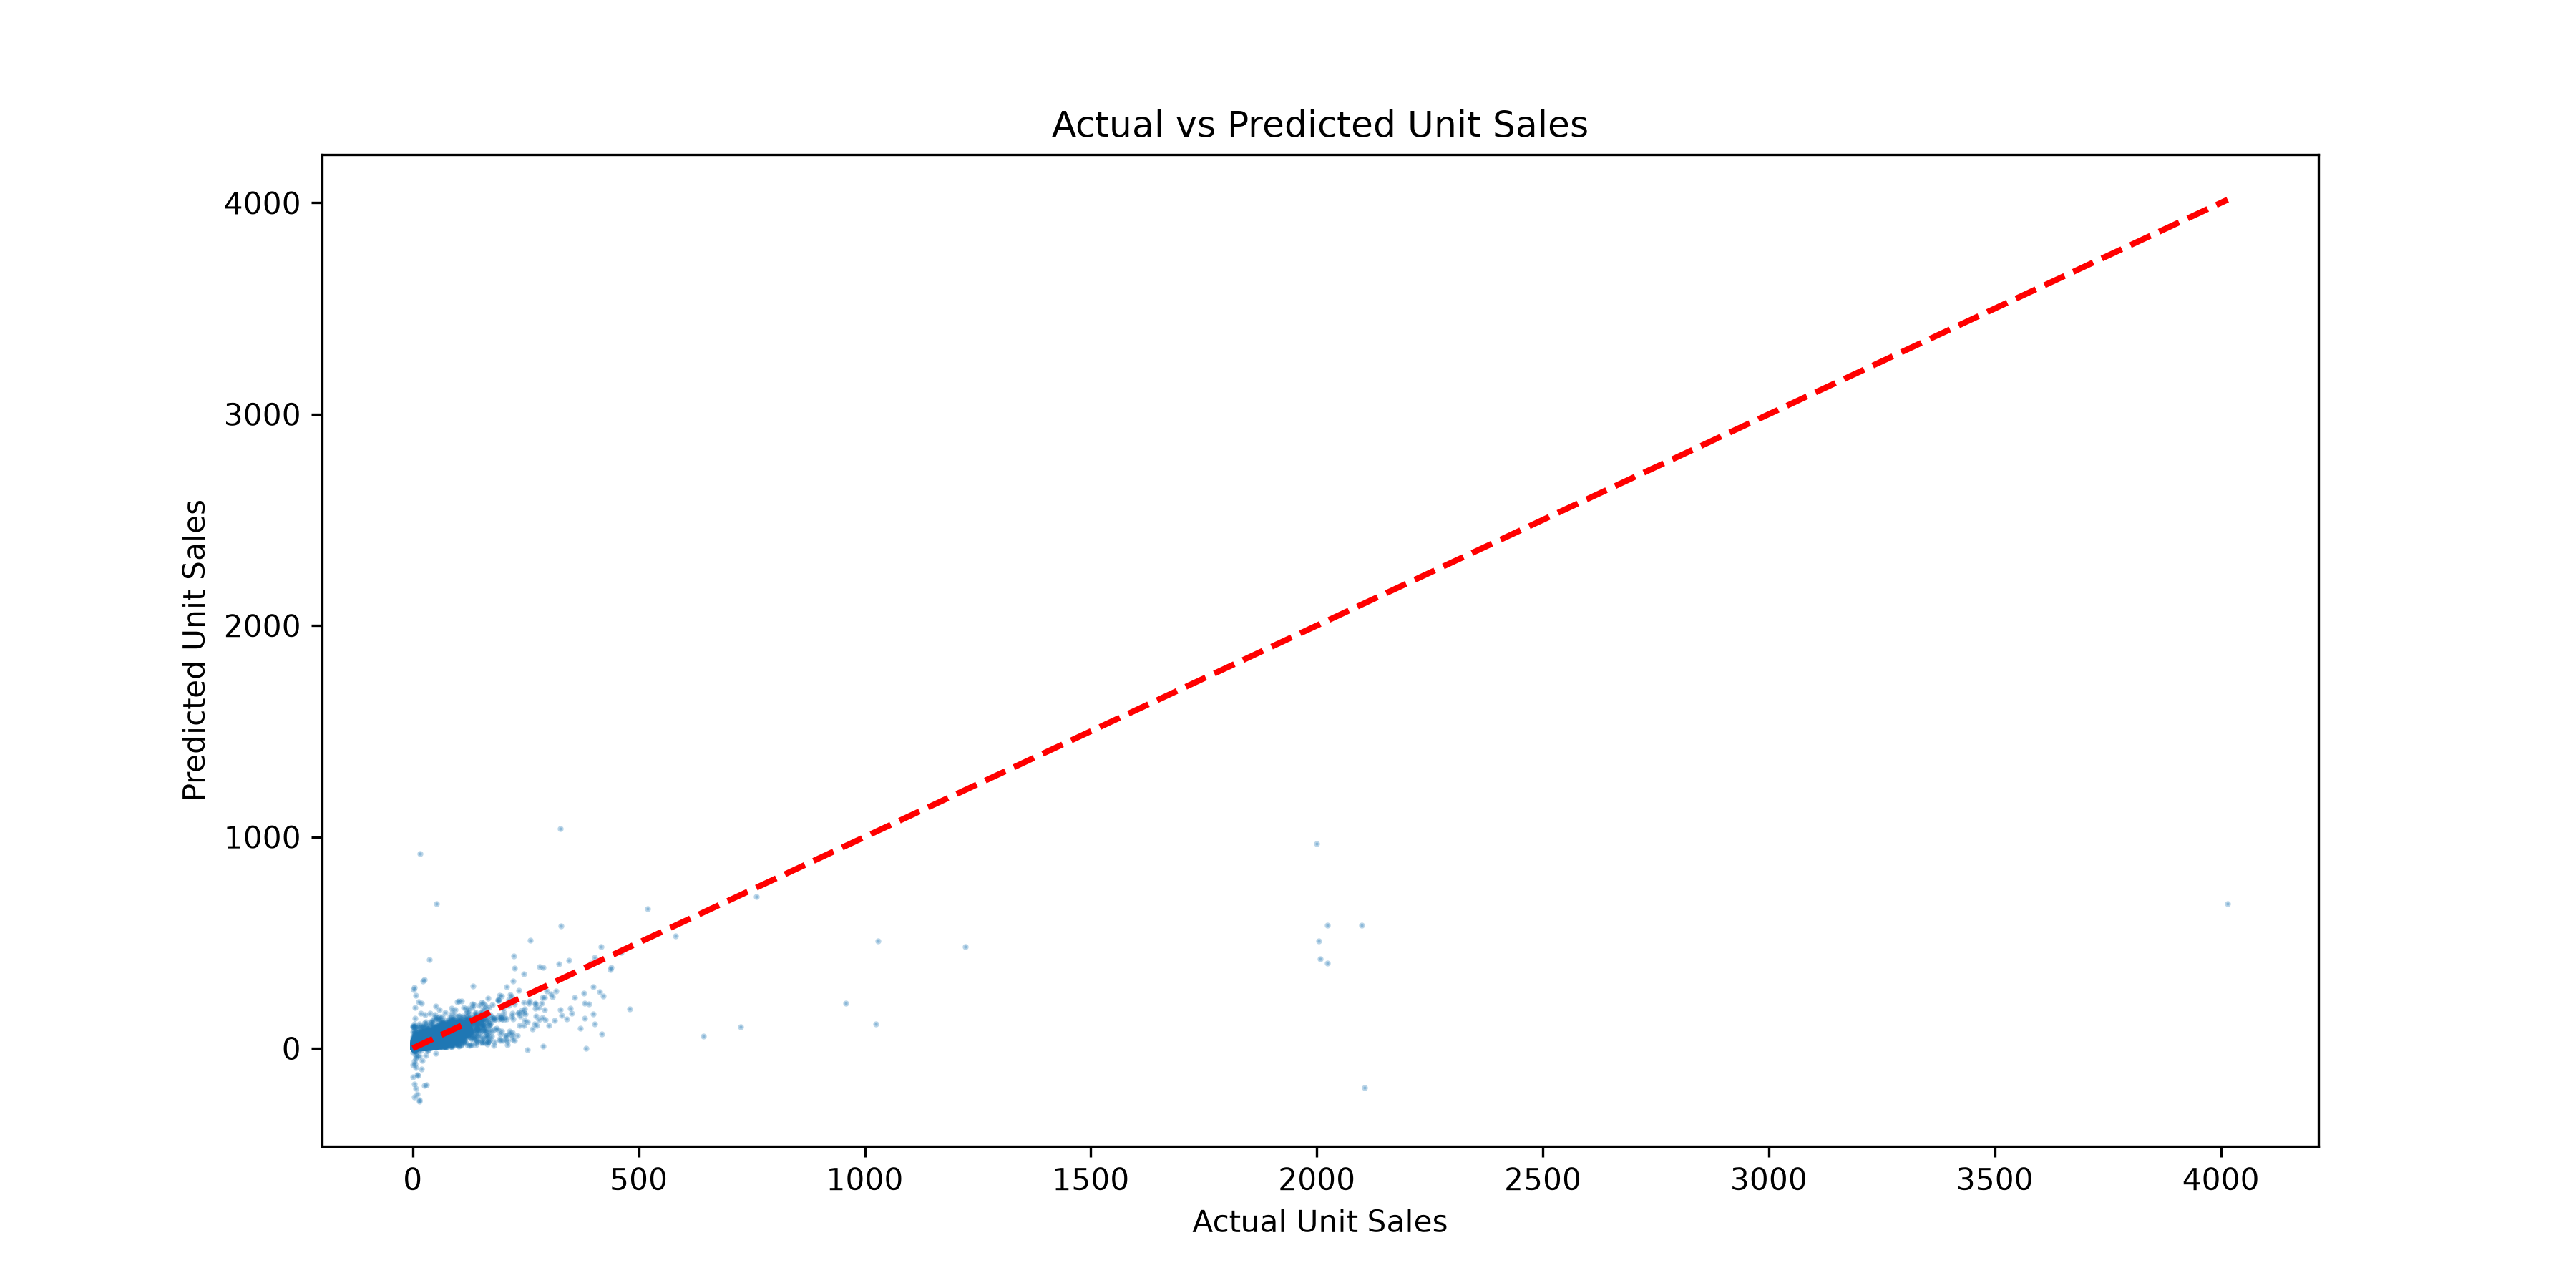 Actual vs Predicted Unit Sales
4000
3000
2000
1000
0
Predicted Unit Sales
0 500 1000 1500 2000 2500 3000 3500 4000
Actual Unit Sales